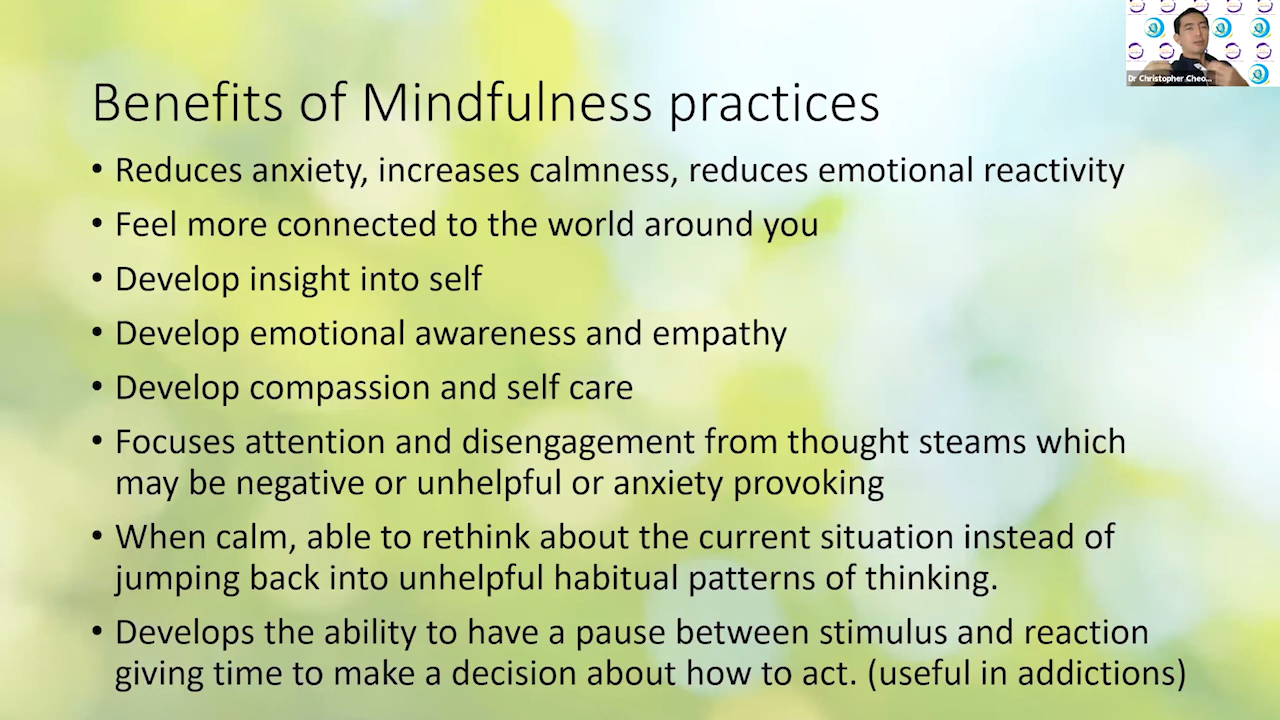 Dr Christopher Cheo...
Benefits of Mindfulness practices
• Reduces anxiety, increases calmness, reduces emotional reactivity
• Feel more connected to the world around you
• Develop insight into self
• Develop emotional awareness and empathy
• Develop compassion and self care
• Focuses attention and disengagement from thought steams which
may be negative or unhelpful or anxiety provoking
• When calm, able to rethink about the current situation instead of
jumping back into unhelpful habitual patterns of thinking.
• Develops the ability to have a pause between stimulus and reaction
giving time to make a decision about how to act. (useful in addictions)